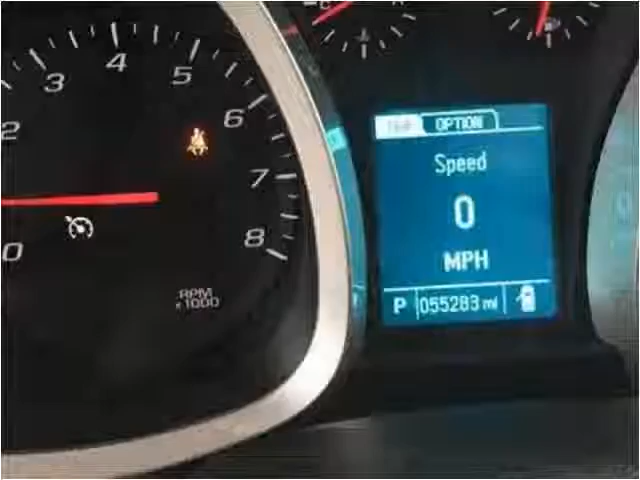 3 4 5
2 6
7
0 8
RPM
x1000
OPTION
Speed
0
MPH
P 055283 mi